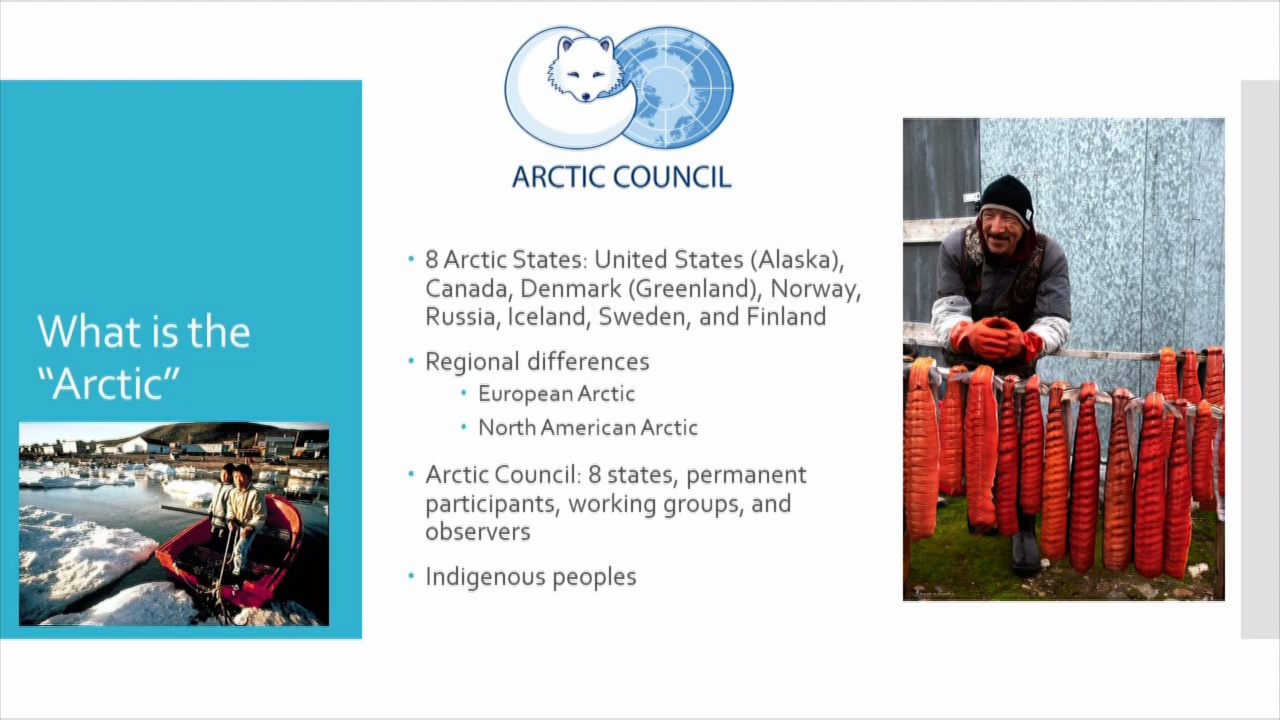 ARCTIC COUNCIL
What is the
“Arctic”
• 8 Arctic States: United States (Alaska),
Canada, Denmark (Greenland), Norway,
Russia, Iceland, Sweden, and Finland
• Regional differences
• European Arctic
• North American Arctic
• Arctic Council: 8 states, permanent
participants, working groups, and
observers
• Indigenous peoples